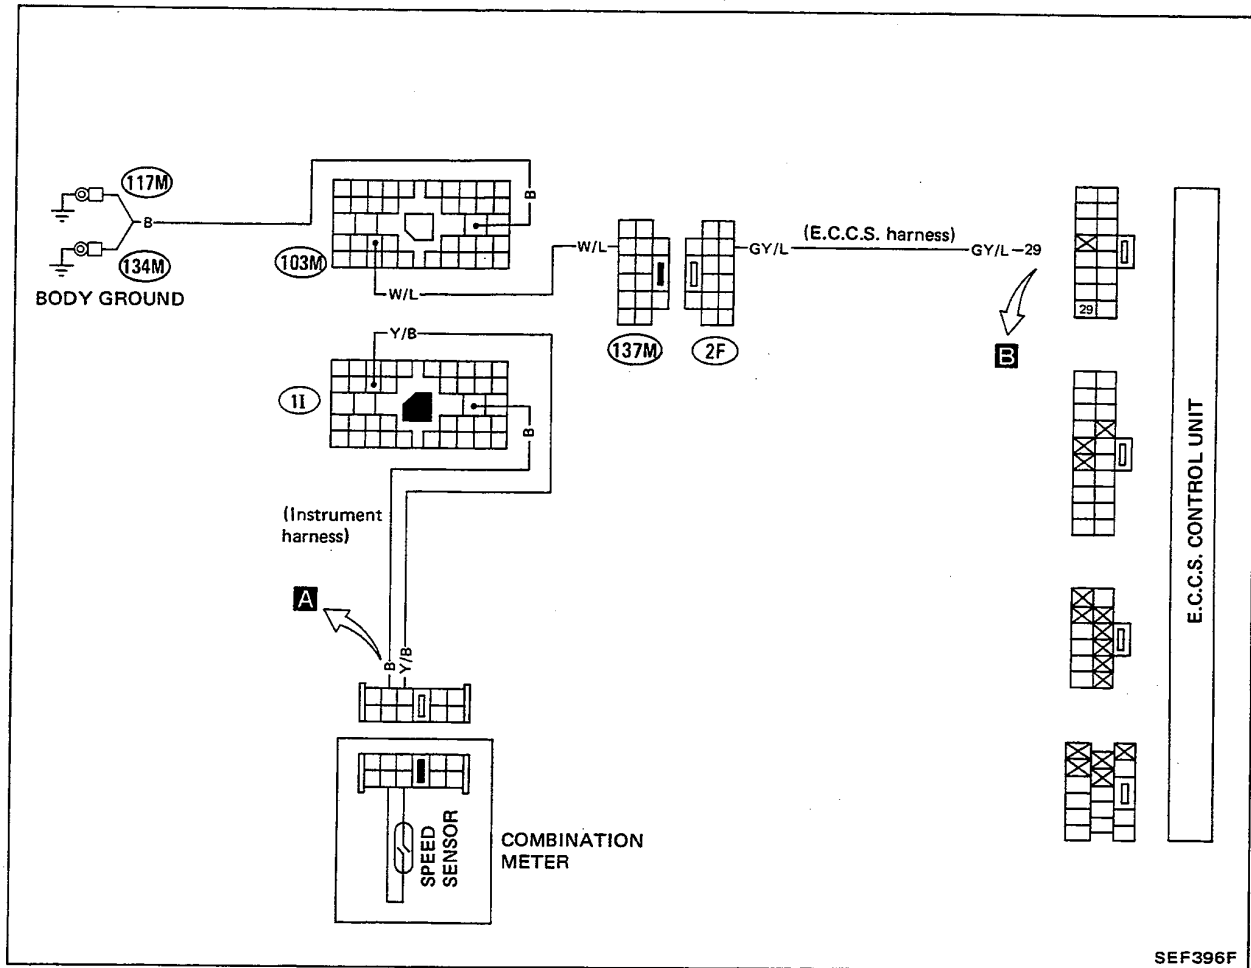 117M
B
B
134M
103M
BODY GROUND
W/L
W/L
137M
2F
GY/L
(E.C.C.S. harness)
GY/L
29
29
B
Y/B
1I
B
(Instrument
harness)
A
B
Y/B
SPEED
SENSOR
COMBINATION
METER
E.C.C.S. CONTROL UNIT
SEF396F